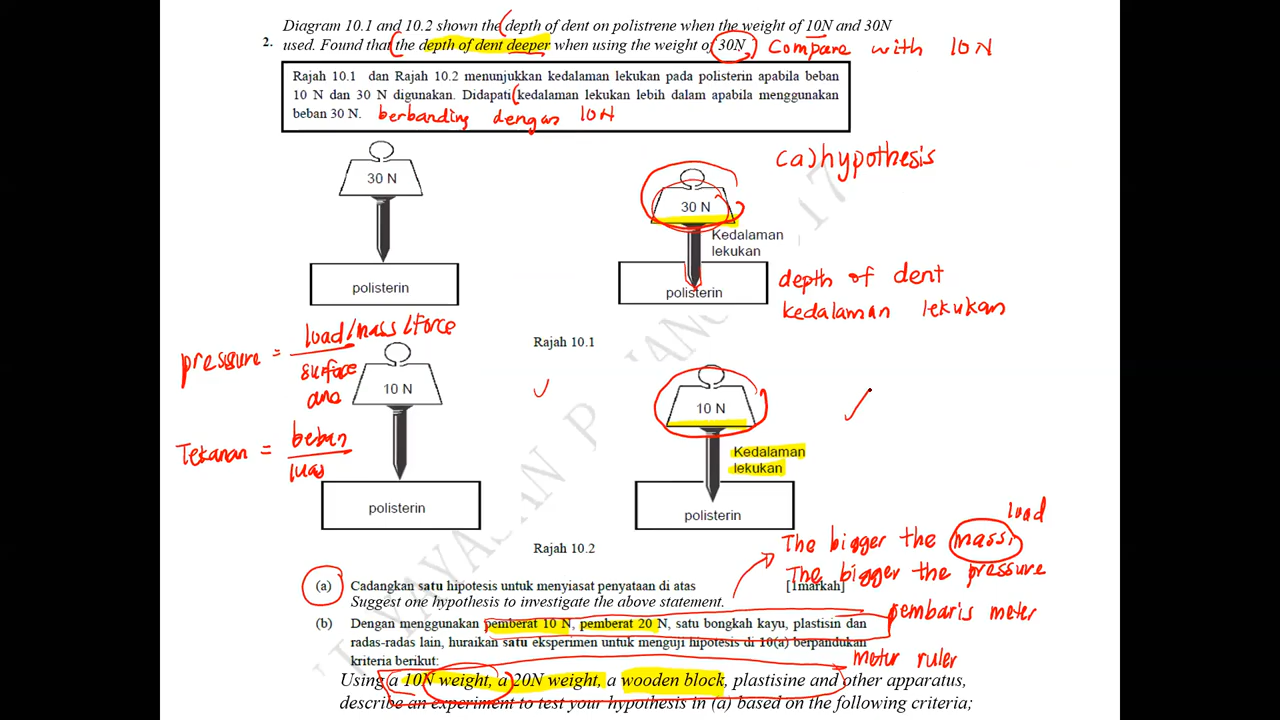 Diagram 10.1 and 10.2 shown the depth of dent on polistrene when the weight of 10N and 30N
2. used. Found that the depth of dent deeper when using the weight of 30N. Compare with 10N
Rajah 10.1 dan Rajah 10.2 menunjukkan kedalaman lekukan pada polisterin apabila beban
10 N dan 30 N digunakan. Didapati kedalaman lekukan lebih dalam apabila menggunakan
beban 30 N. berbanding dengan 10N
(a) hypothesis
30 N
30 N
Kedalaman
lekukan
polisterin
polisterin
depth of dent
kedalaman lekukan
Rajah 10.1
pressure = load/mass/force
surface
area
10 N
10 N
Tekanan = beban
luas
Kedalaman
lekukan
polisterin
polisterin
Rajah 10.2
load
The bigger the mass,
The bigger the pressure
(a) Cadangkan satu hipotesis untuk menyiasat penyataan di atas [1markah]
Suggest one hypothesis to investigate the above statement.
pembaris meter
(b) Dengan menggunakan pemberat 10 N, pemberat 20 N, satu bongkah kayu, plastisin dan
radas-radas lain, huraikan satu eksperimen untuk menguji hipotesis di 10(a) berpandukan
kriteria berikut:
meter ruler
Using a 10N weight, a 20N weight, a wooden block, plastisine and other apparatus,
describe an experiment to test your hypothesis in (a) based on the following criteria;